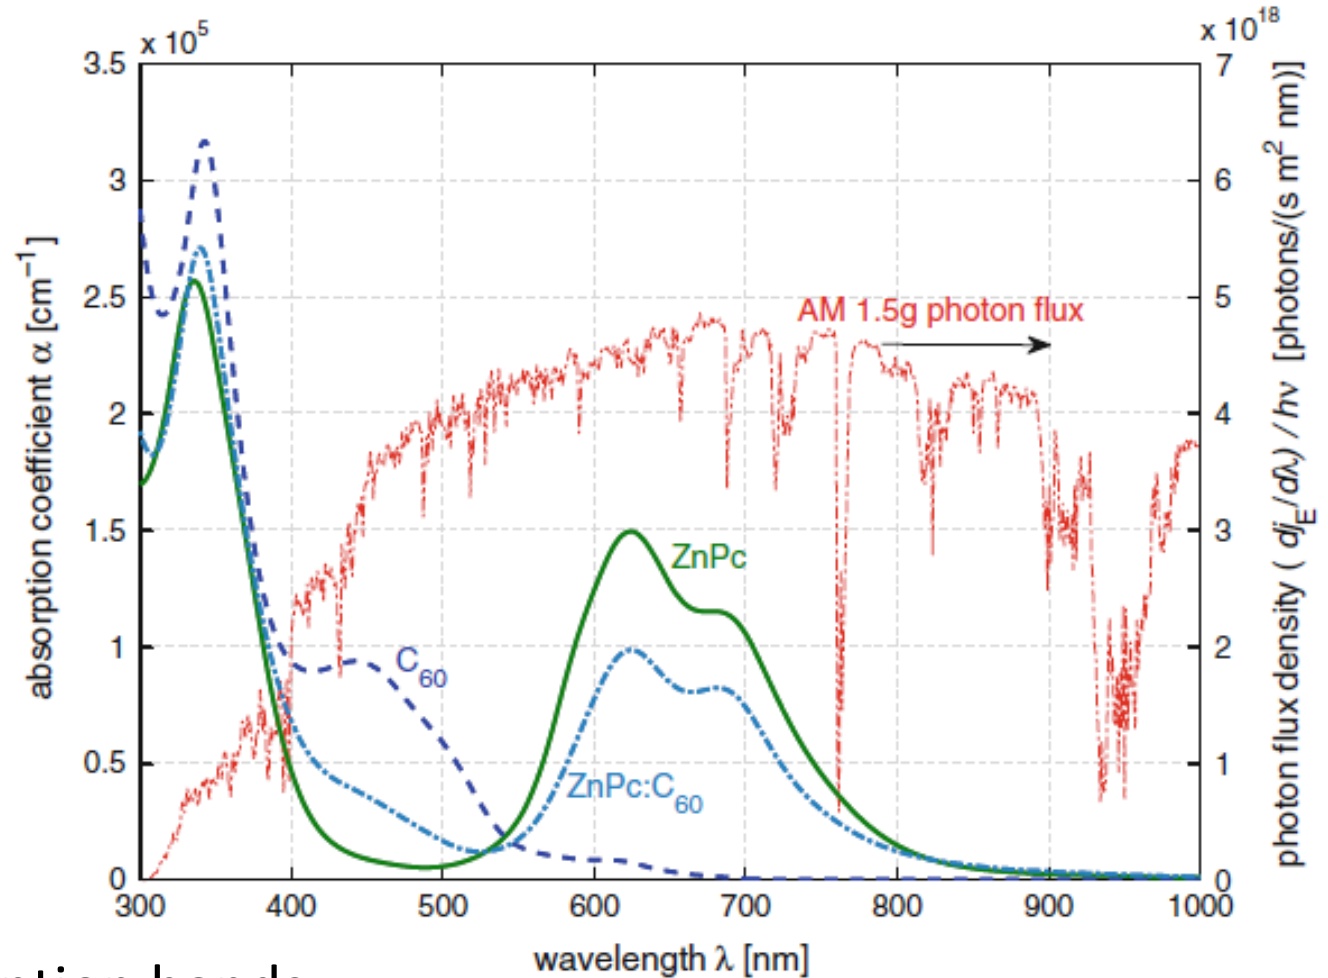 x 10^5
x 10^18
3.5
3
2.5
2
1.5
1
0.5
0
7
6
5
4
3
2
1
0
300 400 500 600 700 800 900 1000
absorption coefficient α [cm⁻¹]
photon flux density ( dj_E/dλ) / hν [photons/(s m² nm)]
wavelength λ [nm]
AM 1.5g photon flux
ZnPc
C₆₀
ZnPc:C₆₀
bands